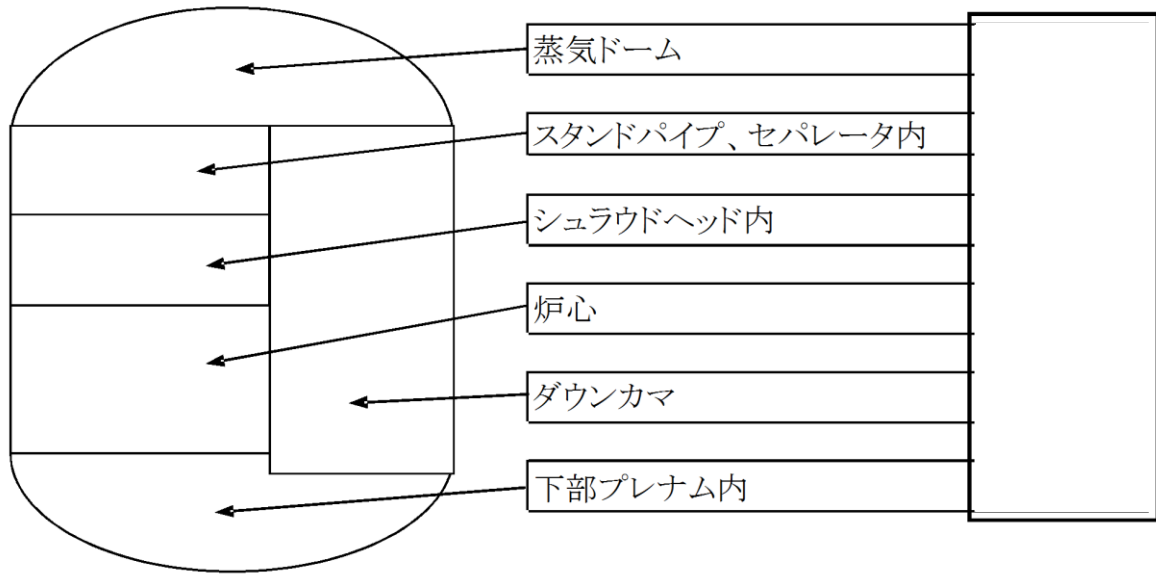 蒸気ドーム
スタンドパイプ、セパレータ内
シュラウドヘッド内
炉心
ダウンカマ
下部プレナム内